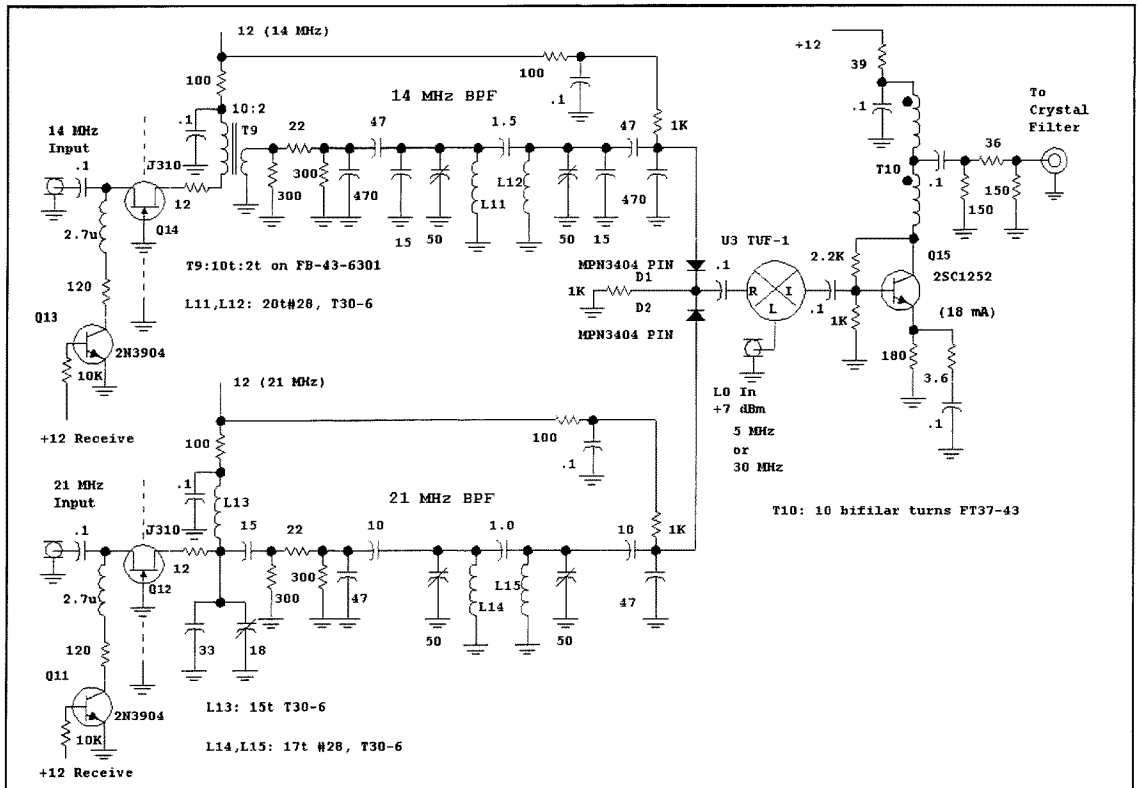 12 (14 MHz)
100
10:2
T9
.1
14 MHz
Input
.1
J310
12
Q14
2.7u
120
Q13
2N3904
10K
+12 Receive
14 MHz BPF
22
300
300
47
470
15
50
L11
1.5
L12
50
15
47
470
100
.1
1K
T9:10t:2t on FB-43-6301
L11,L12: 20t#28, T30-6
MPN3404 PIN
D1
1K
D2
MPN3404 PIN
.1
U3 TUF-1
R
I
L
LO In
+7 dBm
5 MHz
or
30 MHz
.1
2.2K
1K
Q15
2SC1252
(18 mA)
180
3.6
.1
+12
39
.1
T10
.1
150
36
150
To
Crystal
Filter
T10: 10 bifilar turns FT37-43
12 (21 MHz)
100
.1
L13
21 MHz
Input
.1
J310
12
Q12
2.7u
120
Q11
2N3904
10K
+12 Receive
21 MHz BPF
15
33
18
22
300
300
47
10
50
L14
1.0
L15
50
10
47
100
.1
1K
L13: 15t T30-6
L14,L15: 17t #28, T30-6